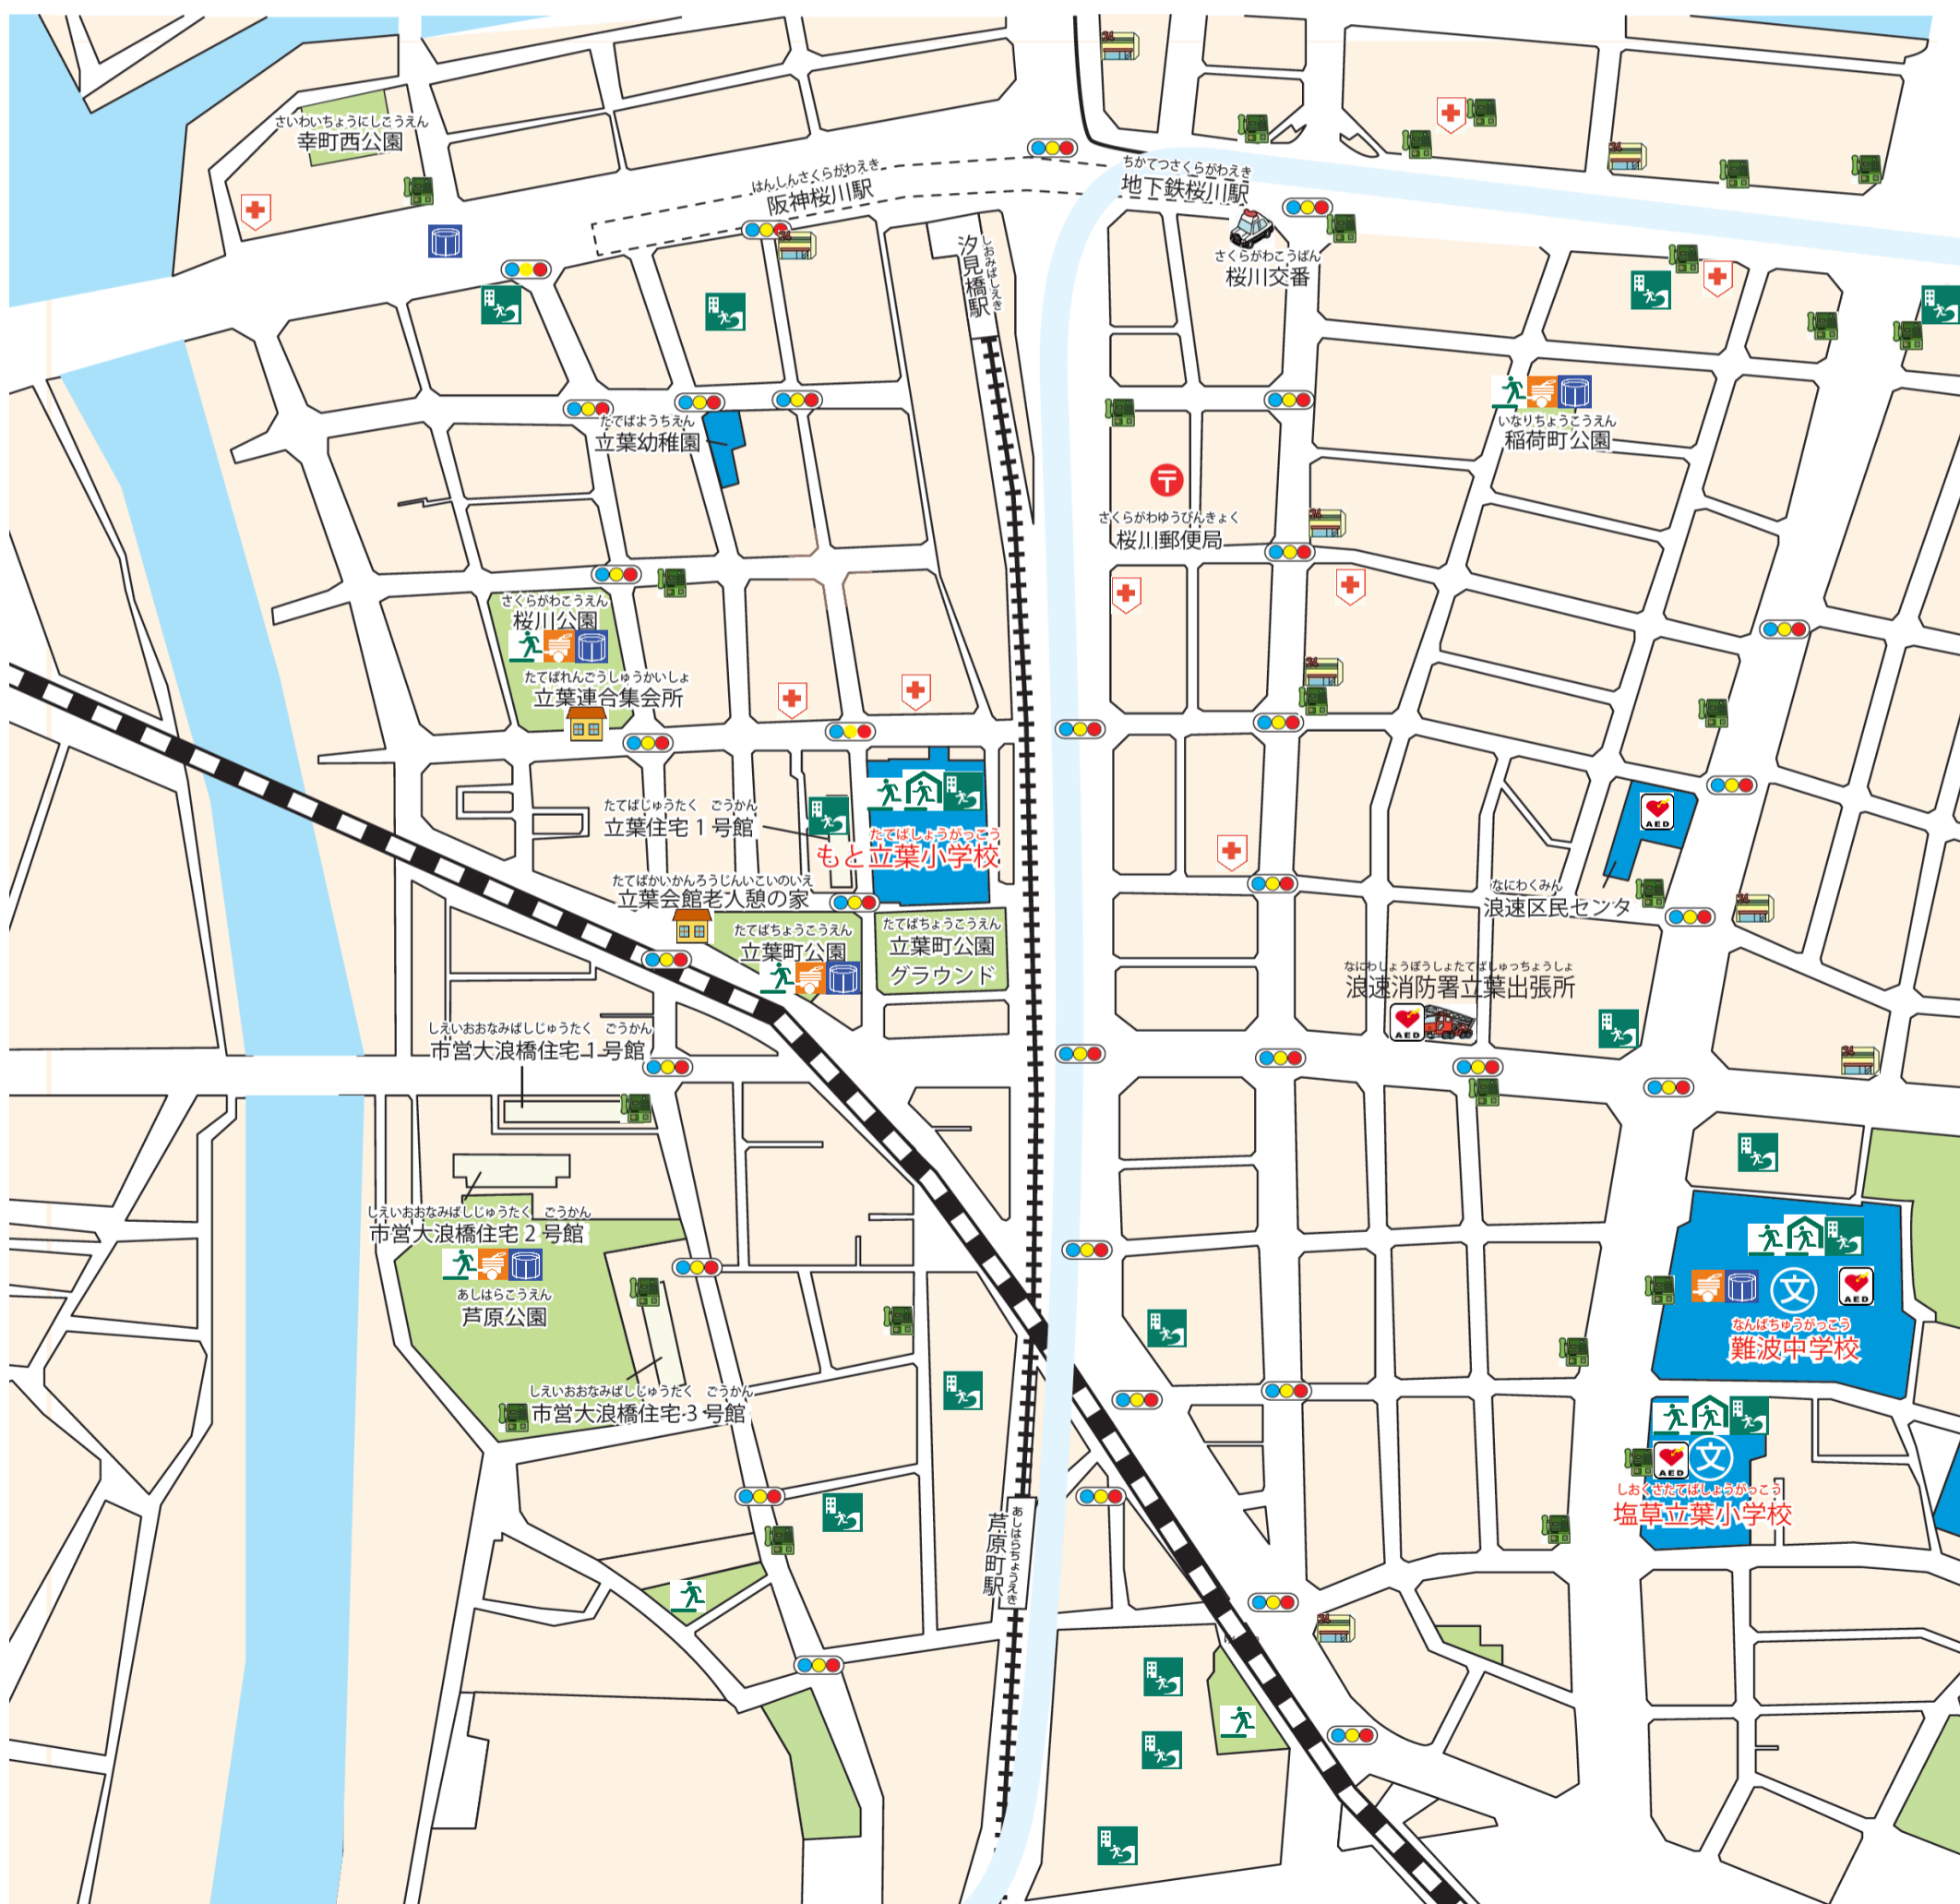 さいわいちょうにしこうえん
幸町西公園
はんしんさくらがわえき
阪神桜川駅
ちかてつさくらがわえき
地下鉄桜川駅
しおみばしえき
汐見橋駅
さくらがわこうばん
桜川交番
たてばようちえん
立葉幼稚園
いなりちょうこうえん
稲荷町公園
さくらがわゆうびんきょく
桜川郵便局
さくらがわこうえん
桜川公園
たてばれんごうしゅうかいしょ
立葉連合集会所
たてばじゅうたく ごうかん
立葉住宅1号館
たてばしょうがっこう
もと立葉小学校
たてばかいかんろうじんいこいのいえ
立葉会館老人憩の家
たてばちょうこうえん
立葉町公園
たてばちょうこうえん
立葉町公園
グラウンド
AED
なにわくみん
浪速区民センタ
なにわしょうぼうしょたてばしゅっちょうしょ
浪速消防署立葉出張所
AED
しえいおおなみばしじゅうたく ごうかん
市営大浪橋住宅1号館
しえいおおなみばしじゅうたく ごうかん
市営大浪橋住宅2号館
あしはらこうえん
芦原公園
しえいおおなみばしじゅうたく ごうかん
市営大浪橋住宅3号館
文
AED
なんばちゅうがっこう
難波中学校
AED
文
しおくさたてばしょうがっこう
塩草立葉小学校
あしはらちょうえき
芦原町駅
24
24
24
24
24
24
24
24